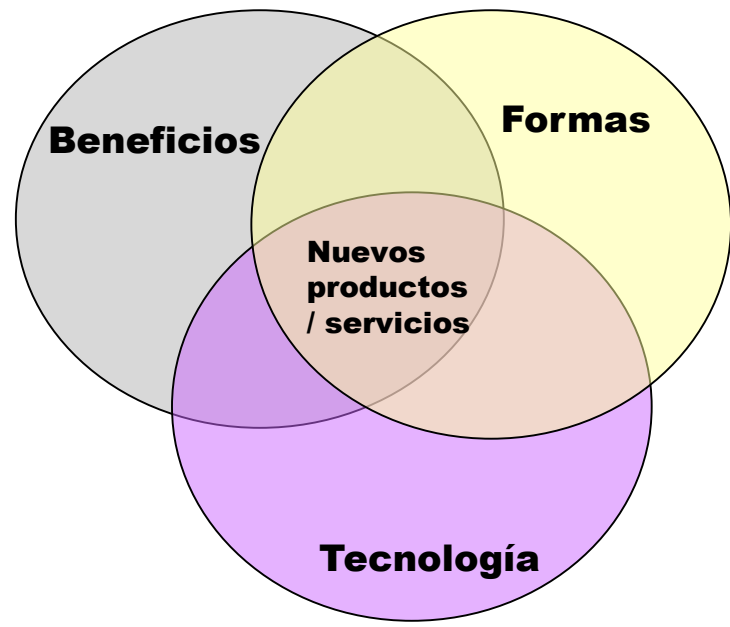 Beneficios
Formas
Nuevos
productos
/ servicios
Tecnología